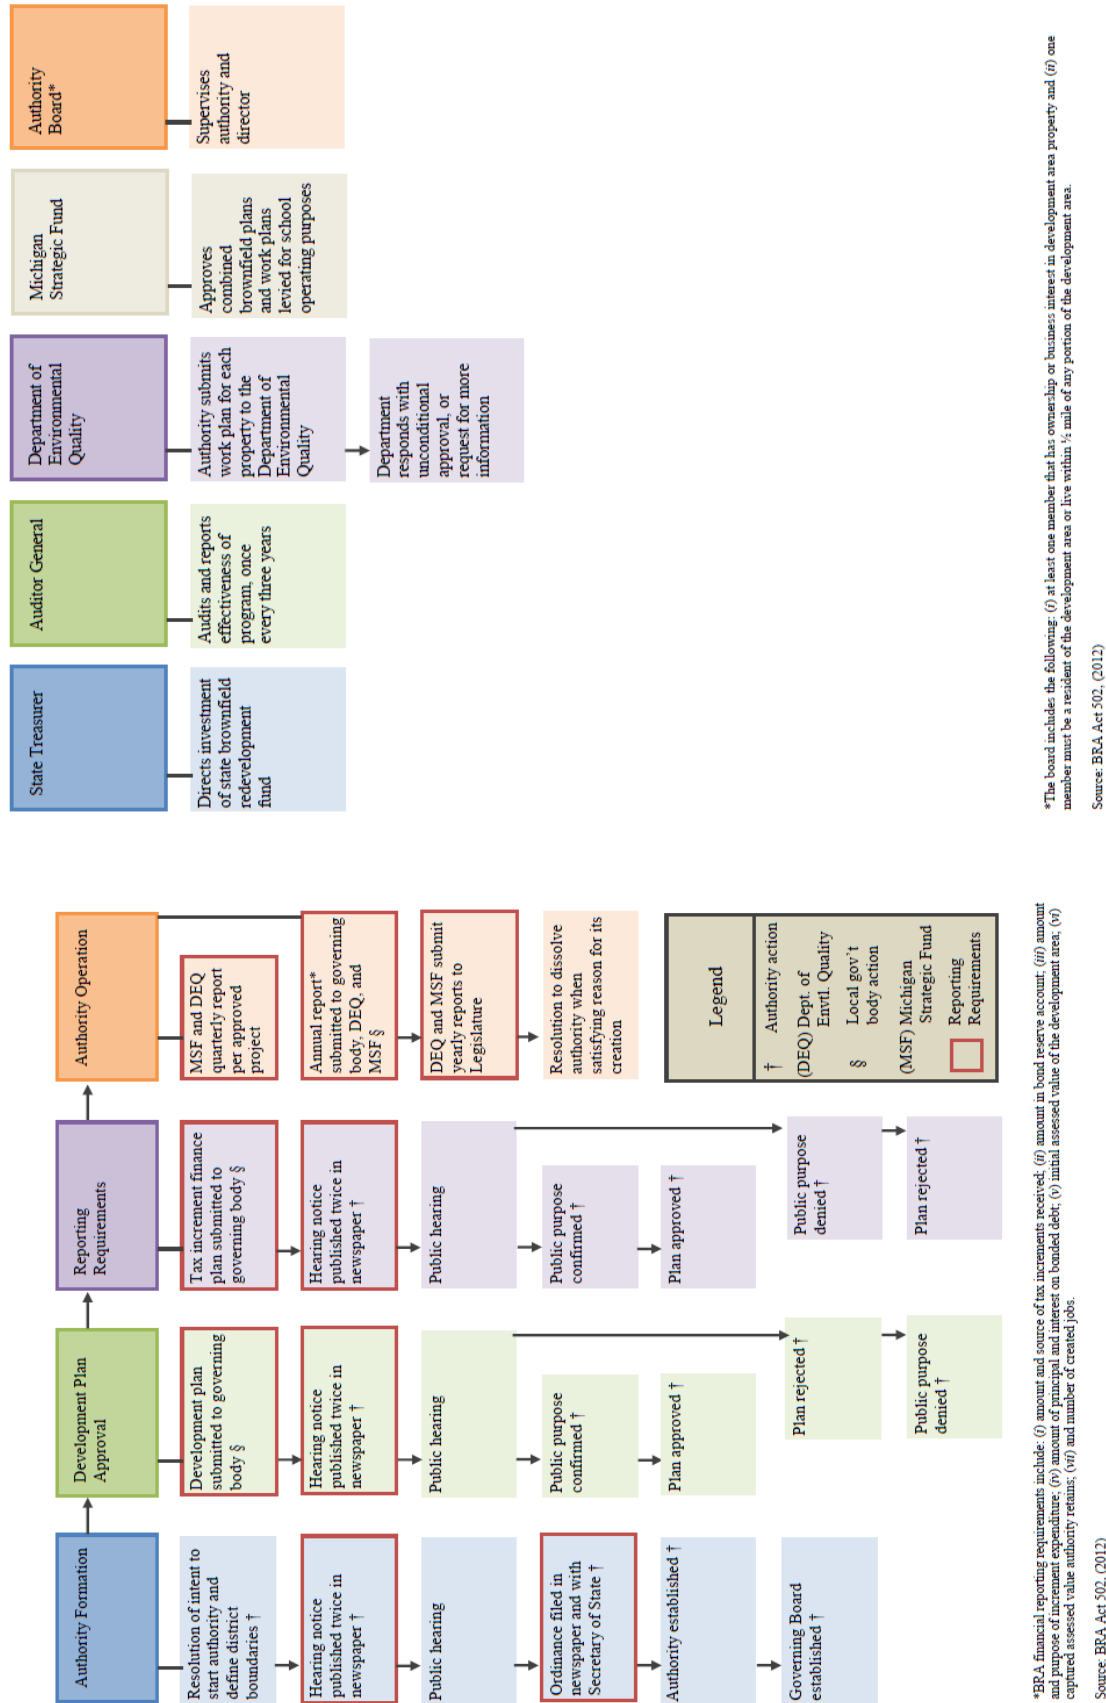 Authority Formation
Resolution of intent to
start authority and
define district
boundaries †
Hearing notice
published twice in
newspaper †
Public hearing
Ordinance filed in
newspaper and with
Secretary of State †
Authority established †
Governing Board
established †
Development Plan
Approval
Development plan
submitted to governing
body §
Hearing notice
published twice in
newspaper †
Public hearing
Public purpose
confirmed †
Plan approved †
Plan rejected †
Public purpose
denied †
Reporting
Requirements
Tax increment finance
plan submitted to
governing body §
Hearing notice
published twice in
newspaper †
Public hearing
Public purpose
confirmed †
Plan approved †
Public purpose
denied †
Plan rejected †
Authority Operation
MSF and DEQ
quarterly report
per approved
project
Annual report*
submitted to governing
body, DEQ, and
MSF §
DEQ and MSF submit
yearly reports to
Legislature
Resolution to dissolve
authority when
satisfying reason for its
creation
Legend
† Authority action
(DEQ) Dept. of
Envtl. Quality
§ Local gov't
body action
(MSF) Michigan
Strategic Fund
Reporting
Requirements
*BRA financial reporting requirements include: (i) amount and source of tax increments received; (ii) amount in bond reserve account; (iii) amount
and purpose of increment expenditure; (iv) amount of principal and interest on bonded debt; (v) initial assessed value of the development area; (vi)
captured assessed value authority retains; (vii) and number of created jobs.
Source: BRA Act 502, (2012)
State Treasurer
Directs investment
of state brownfield
redevelopment
fund
Auditor General
Audits and reports
effectiveness of
program, once
every three years
Department of
Environmental
Quality
Authority submits
work plan for each
property to the
Department of
Environmental
Quality
Department
responds with
unconditional
approval, or
request for more
information
Michigan
Strategic Fund
Approves
combined
brownfield plans
and work plans
levied for school
operating purposes
Authority
Board*
Supervises
authority and
director
*The board includes the following: (i) at least one member that has ownership or business interest in development area property and (ii) one
member must be a resident of the development area or live within ½ mile of any portion of the development area.
Source: BRA Act 502, (2012)